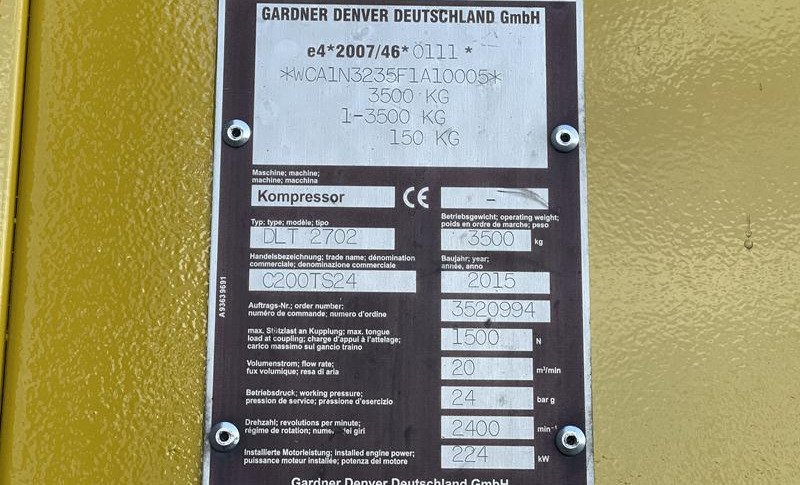 GARDNER DENVER DEUTSCHLAND GmbH
e4*2007/46*0111 *
*WCA1N3235F1A10005*
3500 KG
1-3500 KG
150 KG
Maschine; machine;
machine; macchina
Kompressor
CE
-
Typ; type; modèle; tipo
DLT 2702
Betriebsgewicht; operating weight;
poids en ordre de marche; peso
3500 kg
Handelsbezeichnung; trade name; dénomination
commerciale; denominazione commerciale
C200TS24
Baujahr; year;
année, anno
2015
Auftrags-Nr.; order number;
numéro de commande; numero d'ordine
3520994
max. Stützlast an Kupplung; max. tongue
load at coupling; charge d'appui à l'attelage;
carico massimo sul gancio traino
1500 N
Volumenstrom; flow rate;
fux volumique; resa di aria
20 m³/min
Betriebsdruck; working pressure;
pression de service; pressione d'esercizio
24 bar g
Drehzahl; revolutions per minute;
régime de rotation; numero dei giri
2400 min⁻¹
Installierte Motorleistung; installed engine power;
puissance moteur installée; potenza del motore
224 kW
Gardner Denver Deutschland GmbH
A93639691